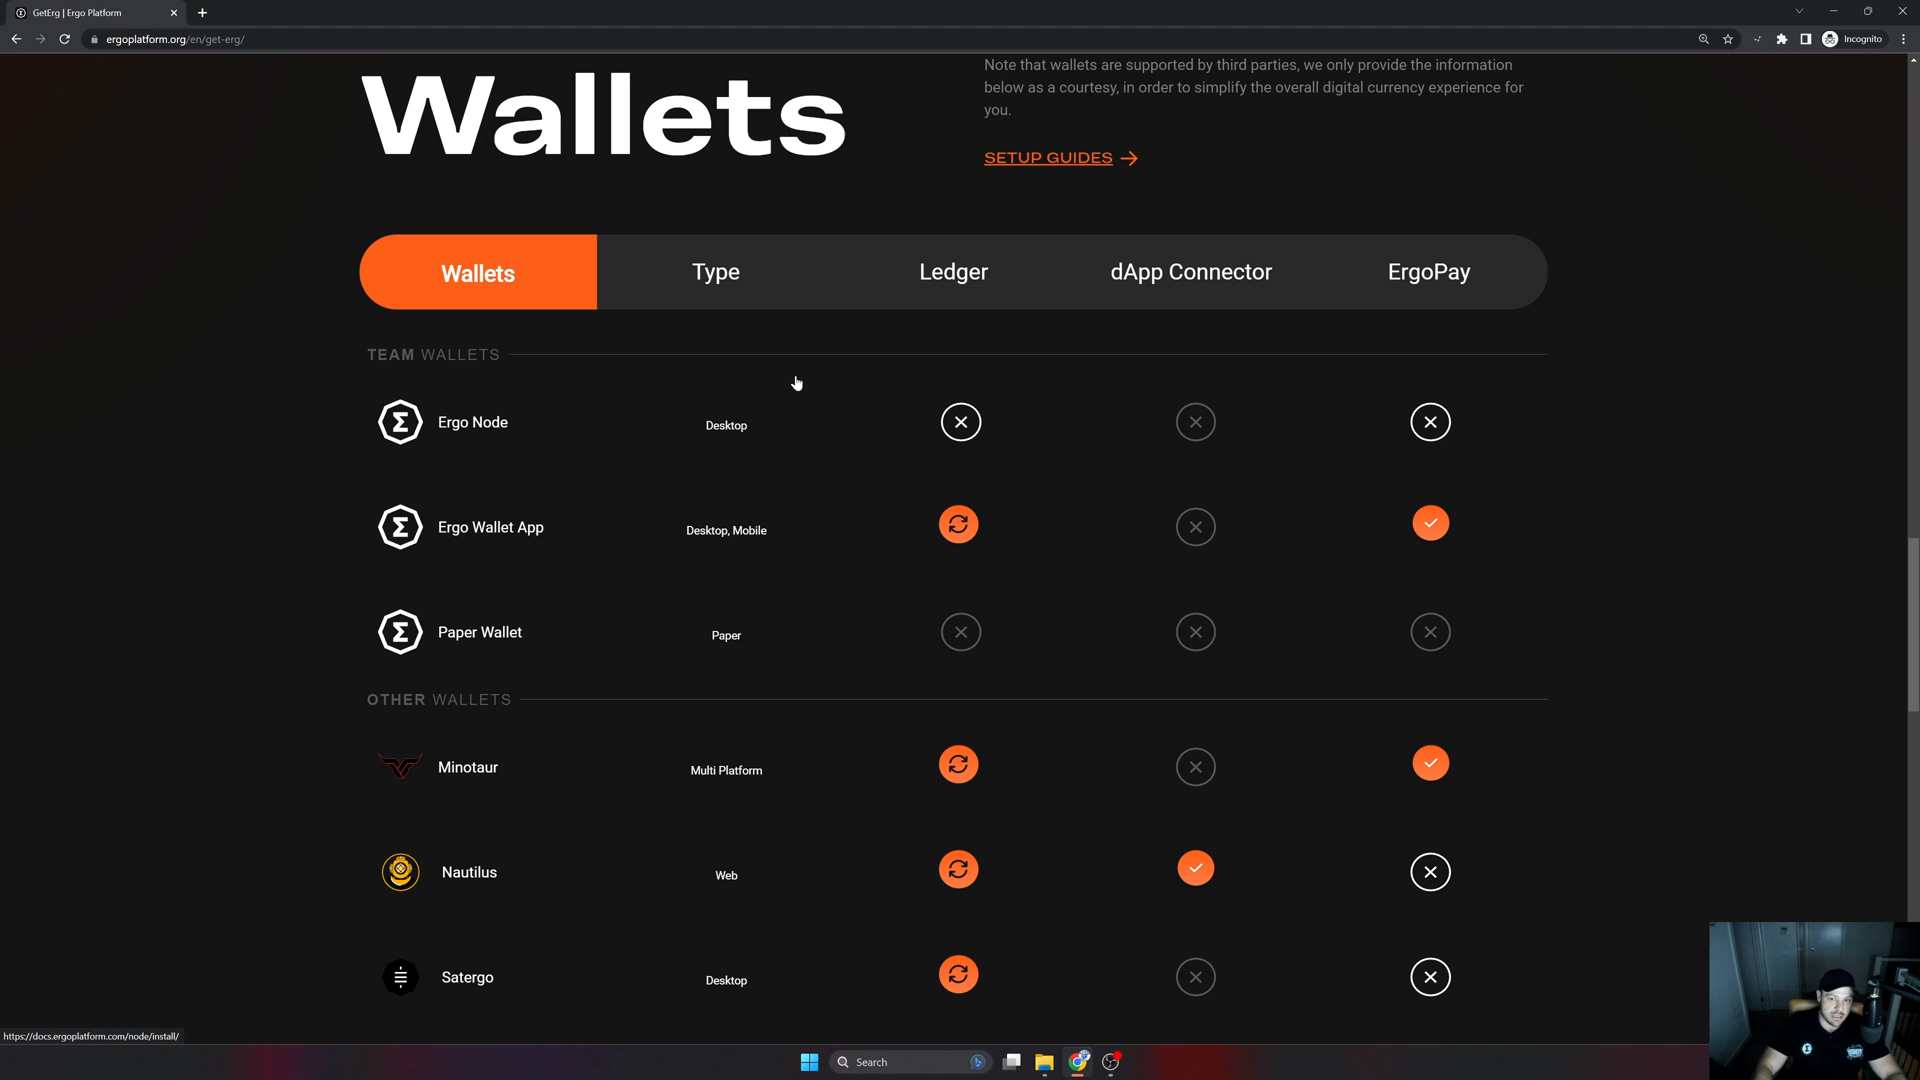 GetErg | Ergo Platform
ergoplatform.org/en/get-erg/
Incognito
Wallets
Note that wallets are supported by third parties, we only provide the information
below as a courtesy, in order to simplify the overall digital currency experience for
you.
SETUP GUIDES
Wallets Type Ledger dApp Connector ErgoPay
TEAM WALLETS
Ergo Node Desktop
Ergo Wallet App Desktop, Mobile
Paper Wallet Paper
OTHER WALLETS
Minotaur Multi Platform
Nautilus Web
Satergo Desktop
https://docs.ergoplatform.com/node/install/
Search